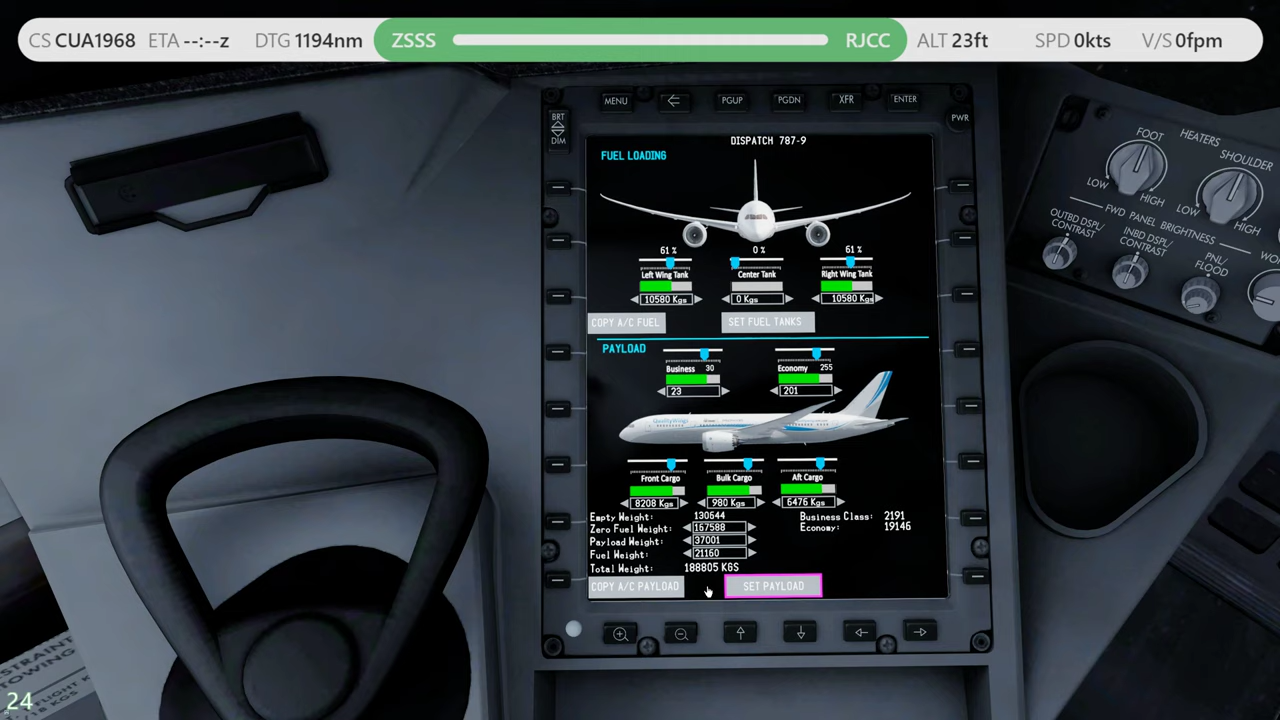 CS CUA1968 ETA --:--z DTG 1194nm ZSSS RJCC ALT 23ft SPD 0kts V/S 0fpm
MENU PGUP PGDN XFR ENTER
BRT
DIM
PWR
DISPATCH 787-9
FUEL LOADING
61 % 0 % 61 %
Left Wing Tank Center Tank Right Wing Tank
10580 Kgs 0 Kgs 10580 Kgs
COPY A/C FUEL SET FUEL TANKS
PAYLOAD
Business 30 Economy 255
23 201
Front Cargo Bulk Cargo Aft Cargo
8208 Kgs 980 Kgs 6476 Kgs
Empty Weight: 130644 Business Class: 2191
Zero Fuel Weight: 167588 Economy: 19146
Payload Weight: 37001
Fuel Weight: 21160
Total Weight: 188805 KGS
COPY A/C PAYLOAD SET PAYLOAD
HEATERS
FOOT SHOULDER
LOW HIGH LOW HIGH
FWD PANEL BRIGHTNESS
OUTBD DSPL/
CONTRAST
INBD DSPL/
CONTRAST
PNL/
FLOOD
TOWING
24